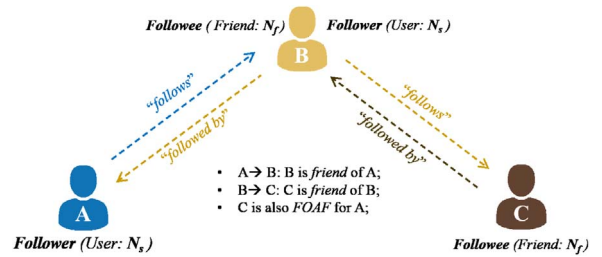 Followee (Friend: Nf) Follower (User: Ns)
B
"follows"
"followed by"
"follows"
"followed by"
• A→ B: B is friend of A;
• B→ C: C is friend of B;
• C is also FOAF for A;
A
C
Follower (User: Ns)
Followee (Friend: Nf)